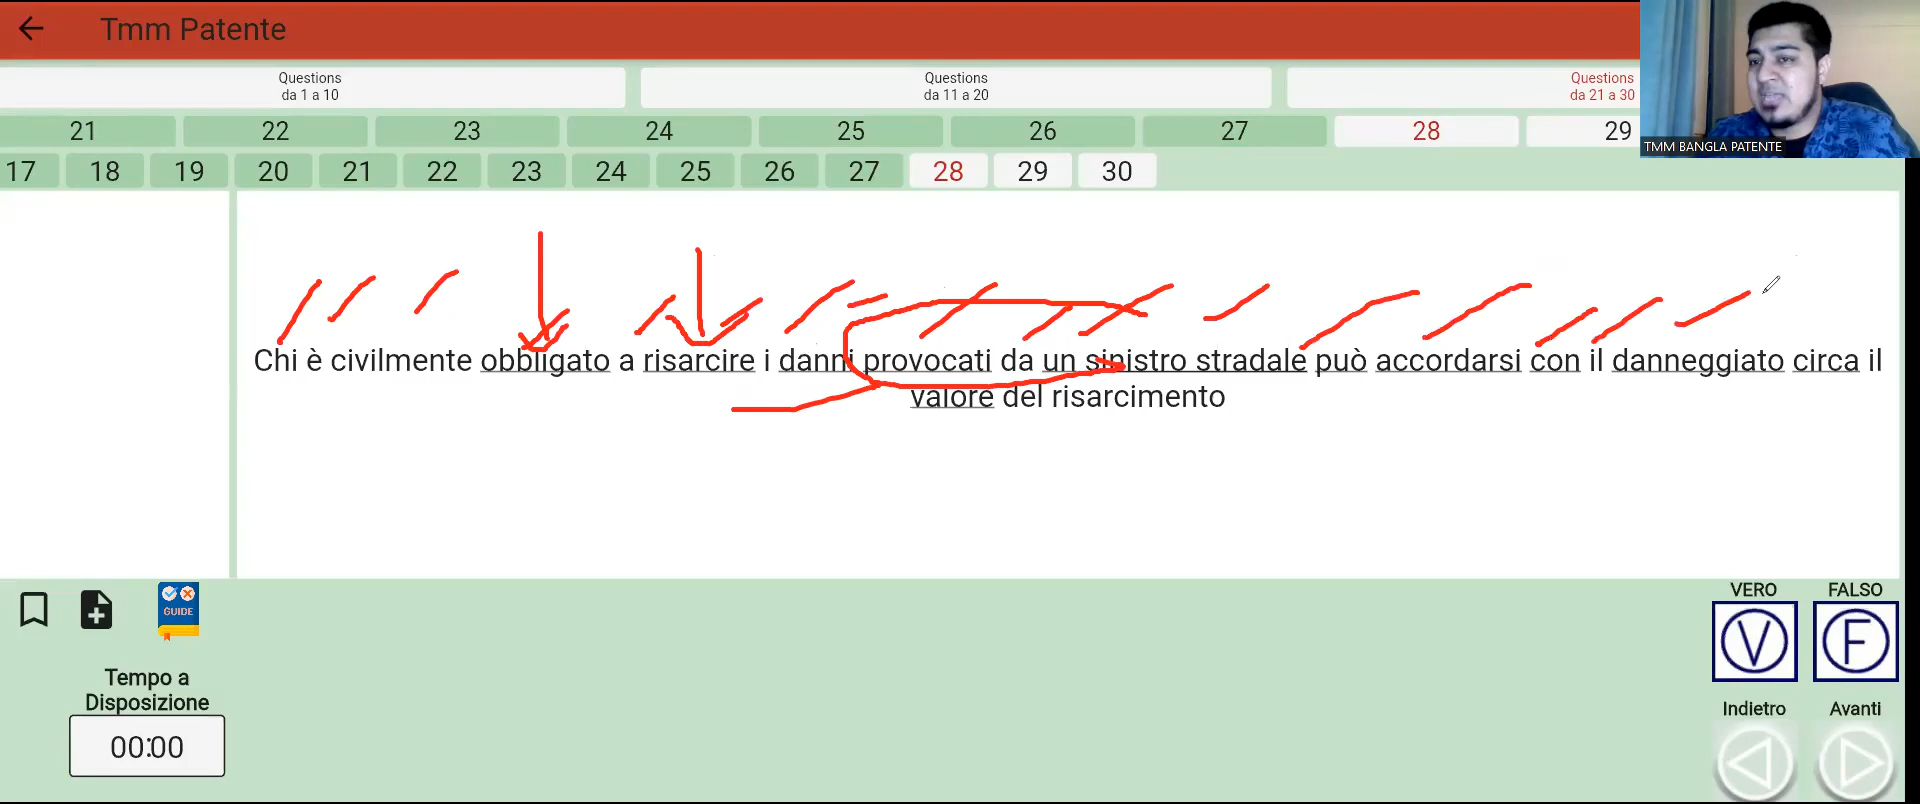 Tmm Patente
Questions
da 1 a 10
Questions
da 11 a 20
Questions
da 21 a 30
21 22 23 24 25 26 27 28 29
17 18 19 20 21 22 23 24 25 26 27 28 29 30
TMM BANGLA PATENTE
Chi è civilmente obbligato a risarcire i danni provocati da un sinistro stradale può accordarsi con il danneggiato circa il
valore del risarcimento
GUIDE
Tempo a
Disposizione
00:00
VERO FALSO
V F
Indietro Avanti